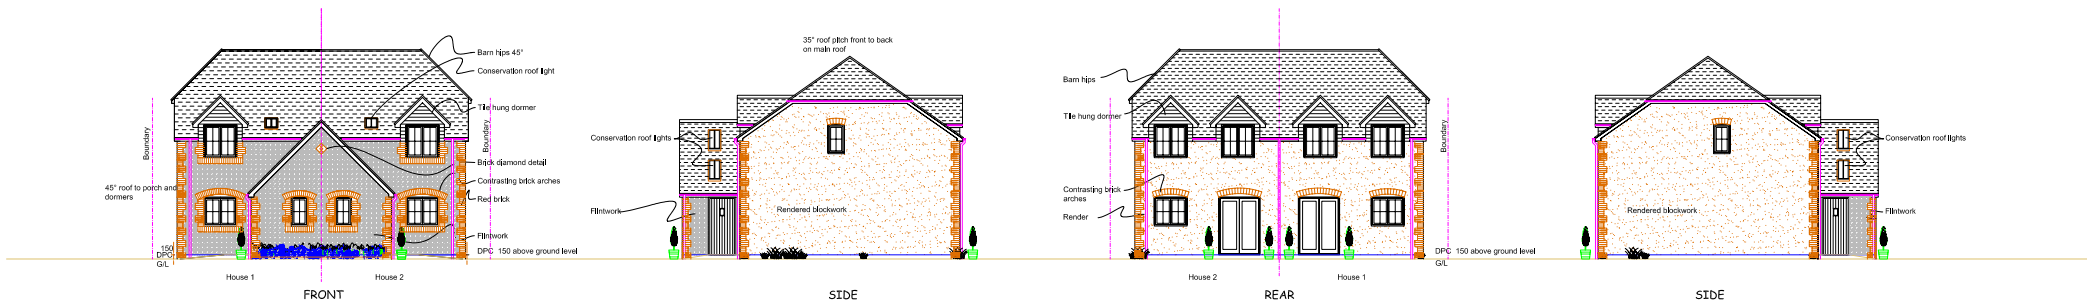 Barn hips 45°
Conservation roof light
Tile hung dormer
Boundary
Boundary
Brick diamond detail
45° roof to porch and
dormers
Contrasting brick arches
Red brick
Flintwork
150
DPC
G/L
DPC 150 above ground level
House 1
House 2
FRONT
35° roof pitch front to back
on main roof
Conservation roof lights
Flintwork
Rendered blockwork
SIDE
Barn hips
Tile hung dormer
Boundary
Contrasting brick
arches
Render
DPC 150 above ground level
G/L
House 2
House 1
REAR
Conservation roof lights
Rendered blockwork
Flintwork
SIDE